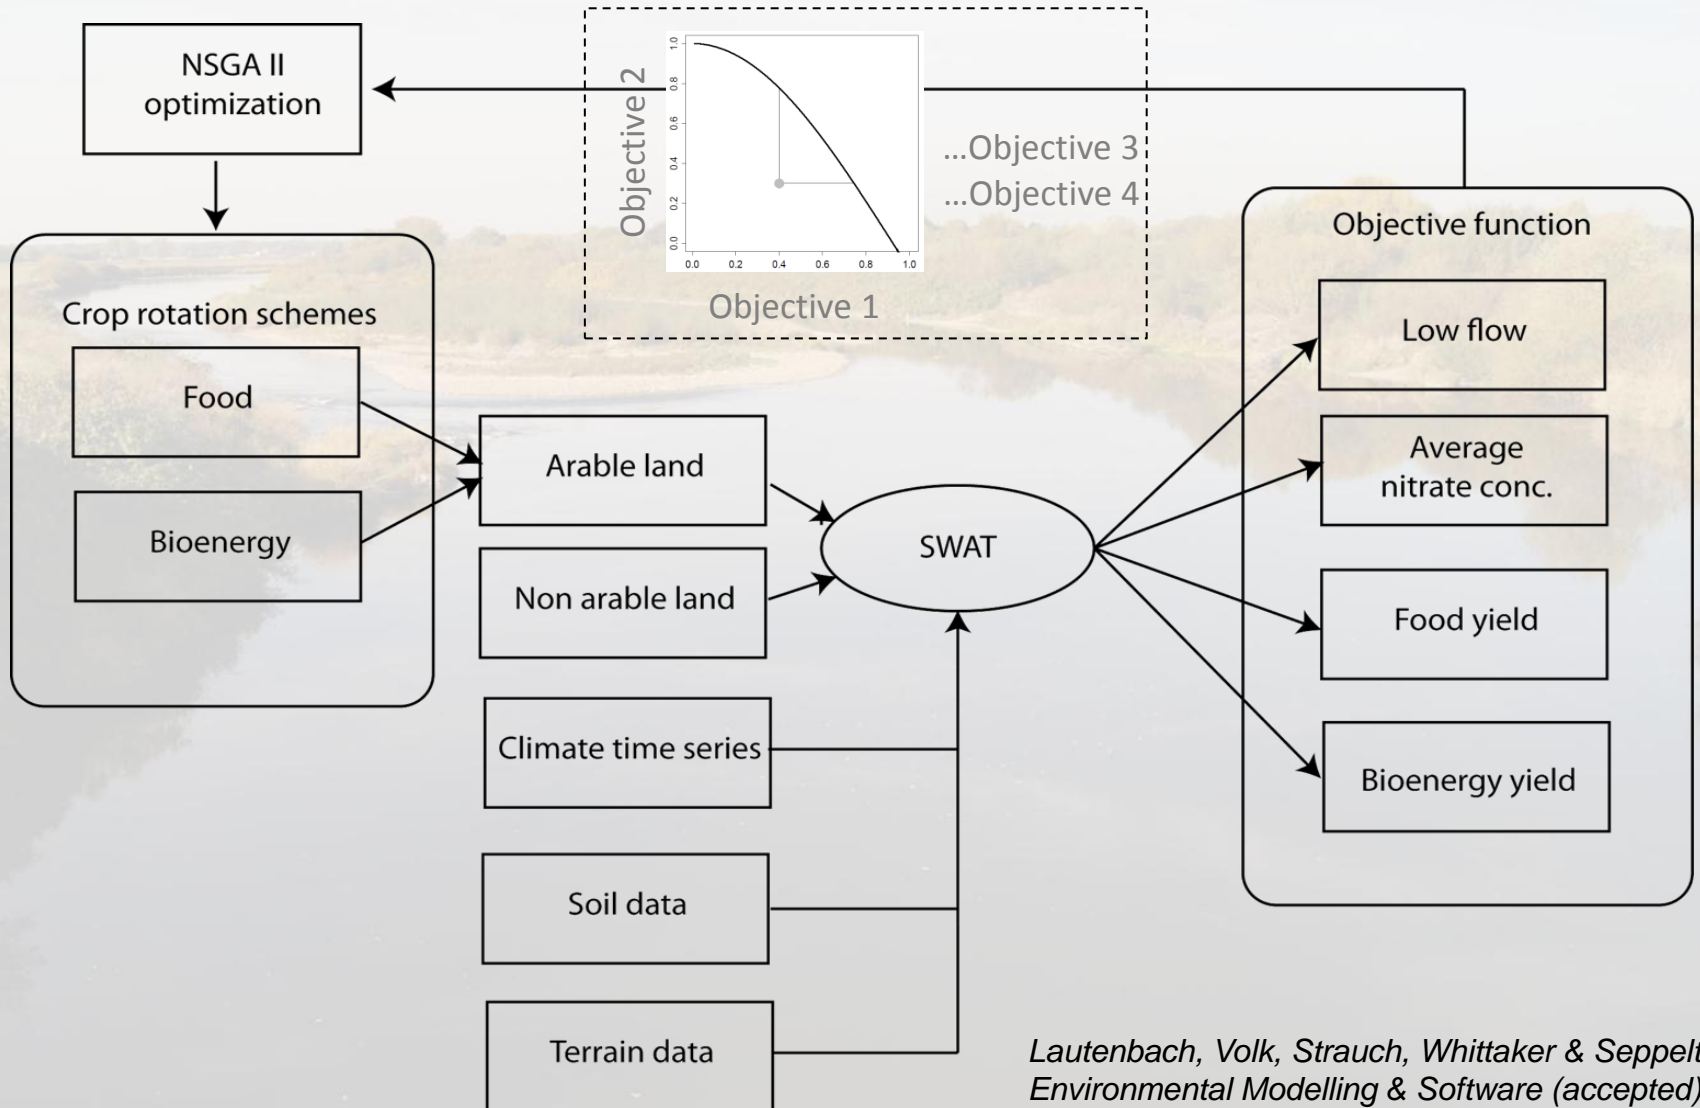 NSGA II
optimization
Objective 2
1.0
0.8
0.6
0.4
0.2
0.0
0.0 0.2 0.4 0.6 0.8 1.0
Objective 1
...Objective 3
...Objective 4
Crop rotation schemes
Food
Bioenergy
Arable land
Non arable land
Climate time series
Soil data
Terrain data
SWAT
Objective function
Low flow
Average
nitrate conc.
Food yield
Bioenergy yield
Lautenbach, Volk, Strauch, Whittaker & Seppelt
Environmental Modelling & Software (accepted)